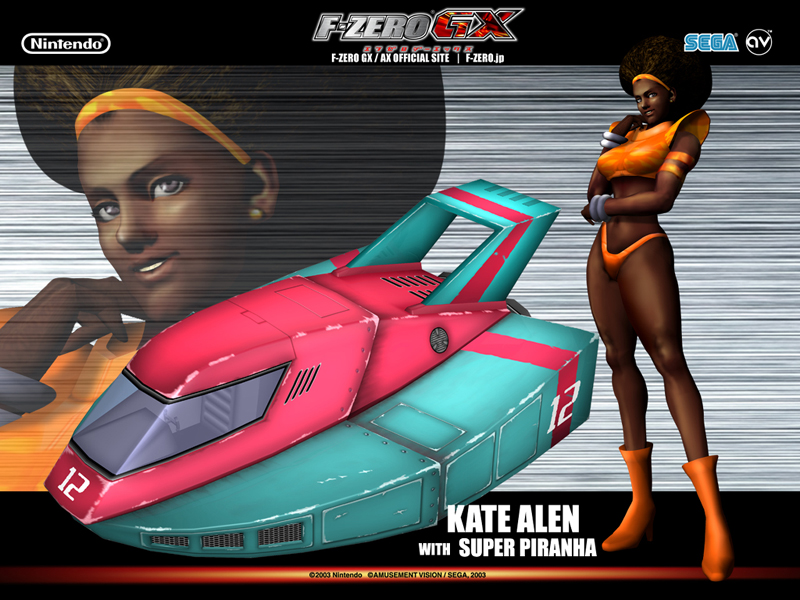 Nintendo
F-ZERO GX
F-ZERO GX / AX OFFICIAL SITE | F-ZERO.jp
SEGA
av
12
12
KATE ALEN
WITH SUPER PIRANHA
©2003 Nintendo ©AMUSEMENT VISION / SEGA, 2003